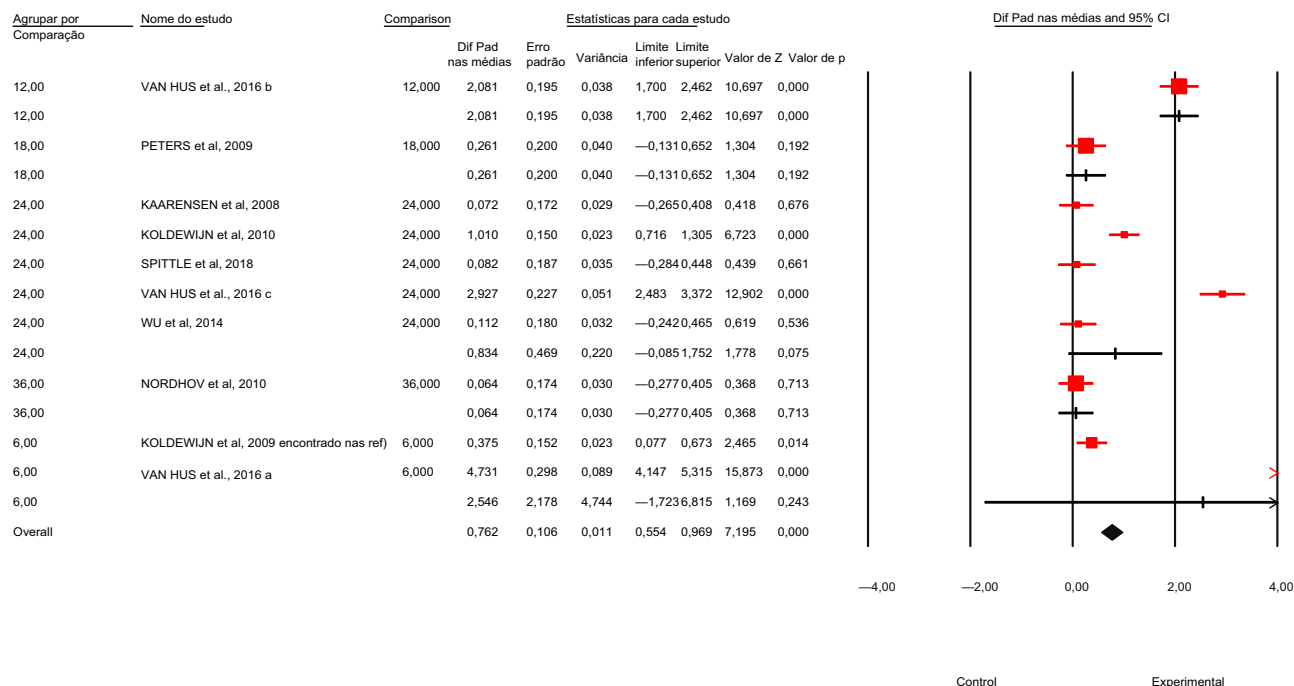 Agrupar por Nome do estudo Comparison Estatísticas para cada estudo Dif Pad nas médias and 95% CI
Comparação
Dif Pad nas médias Erro padrão Variância Limite inferior Limite superior Valor de Z Valor de p
12,00 VAN HUS et al., 2016 b 12,000 2,081 0,195 0,038 1,700 2,462 10,697 0,000
12,00 2,081 0,195 0,038 1,700 2,462 10,697 0,000
18,00 PETERS et al, 2009 18,000 0,261 0,200 0,040 —0,131 0,652 1,304 0,192
18,00 0,261 0,200 0,040 —0,131 0,652 1,304 0,192
24,00 KAARENSEN et al, 2008 24,000 0,072 0,172 0,029 —0,265 0,408 0,418 0,676
24,00 KOLDEWIJN et al, 2010 24,000 1,010 0,150 0,023 0,716 1,305 6,723 0,000
24,00 SPITTLE et al, 2018 24,000 0,082 0,187 0,035 —0,284 0,448 0,439 0,661
24,00 VAN HUS et al., 2016 c 24,000 2,927 0,227 0,051 2,483 3,372 12,902 0,000
24,00 WU et al, 2014 24,000 0,112 0,180 0,032 —0,242 0,465 0,619 0,536
24,00 0,834 0,469 0,220 —0,085 1,752 1,778 0,075
36,00 NORDHOV et al, 2010 36,000 0,064 0,174 0,030 —0,277 0,405 0,368 0,713
36,00 0,064 0,174 0,030 —0,277 0,405 0,368 0,713
6,00 KOLDEWIJN et al, 2009 encontrado nas ref) 6,000 0,375 0,152 0,023 0,077 0,673 2,465 0,014
6,00 VAN HUS et al., 2016 a 6,000 4,731 0,298 0,089 4,147 5,315 15,873 0,000
6,00 2,546 2,178 4,744 —1,723 6,815 1,169 0,243
Overall 0,762 0,106 0,011 0,554 0,969 7,195 0,000
—4,00 —2,00 0,00 2,00 4,00
Control Experimental